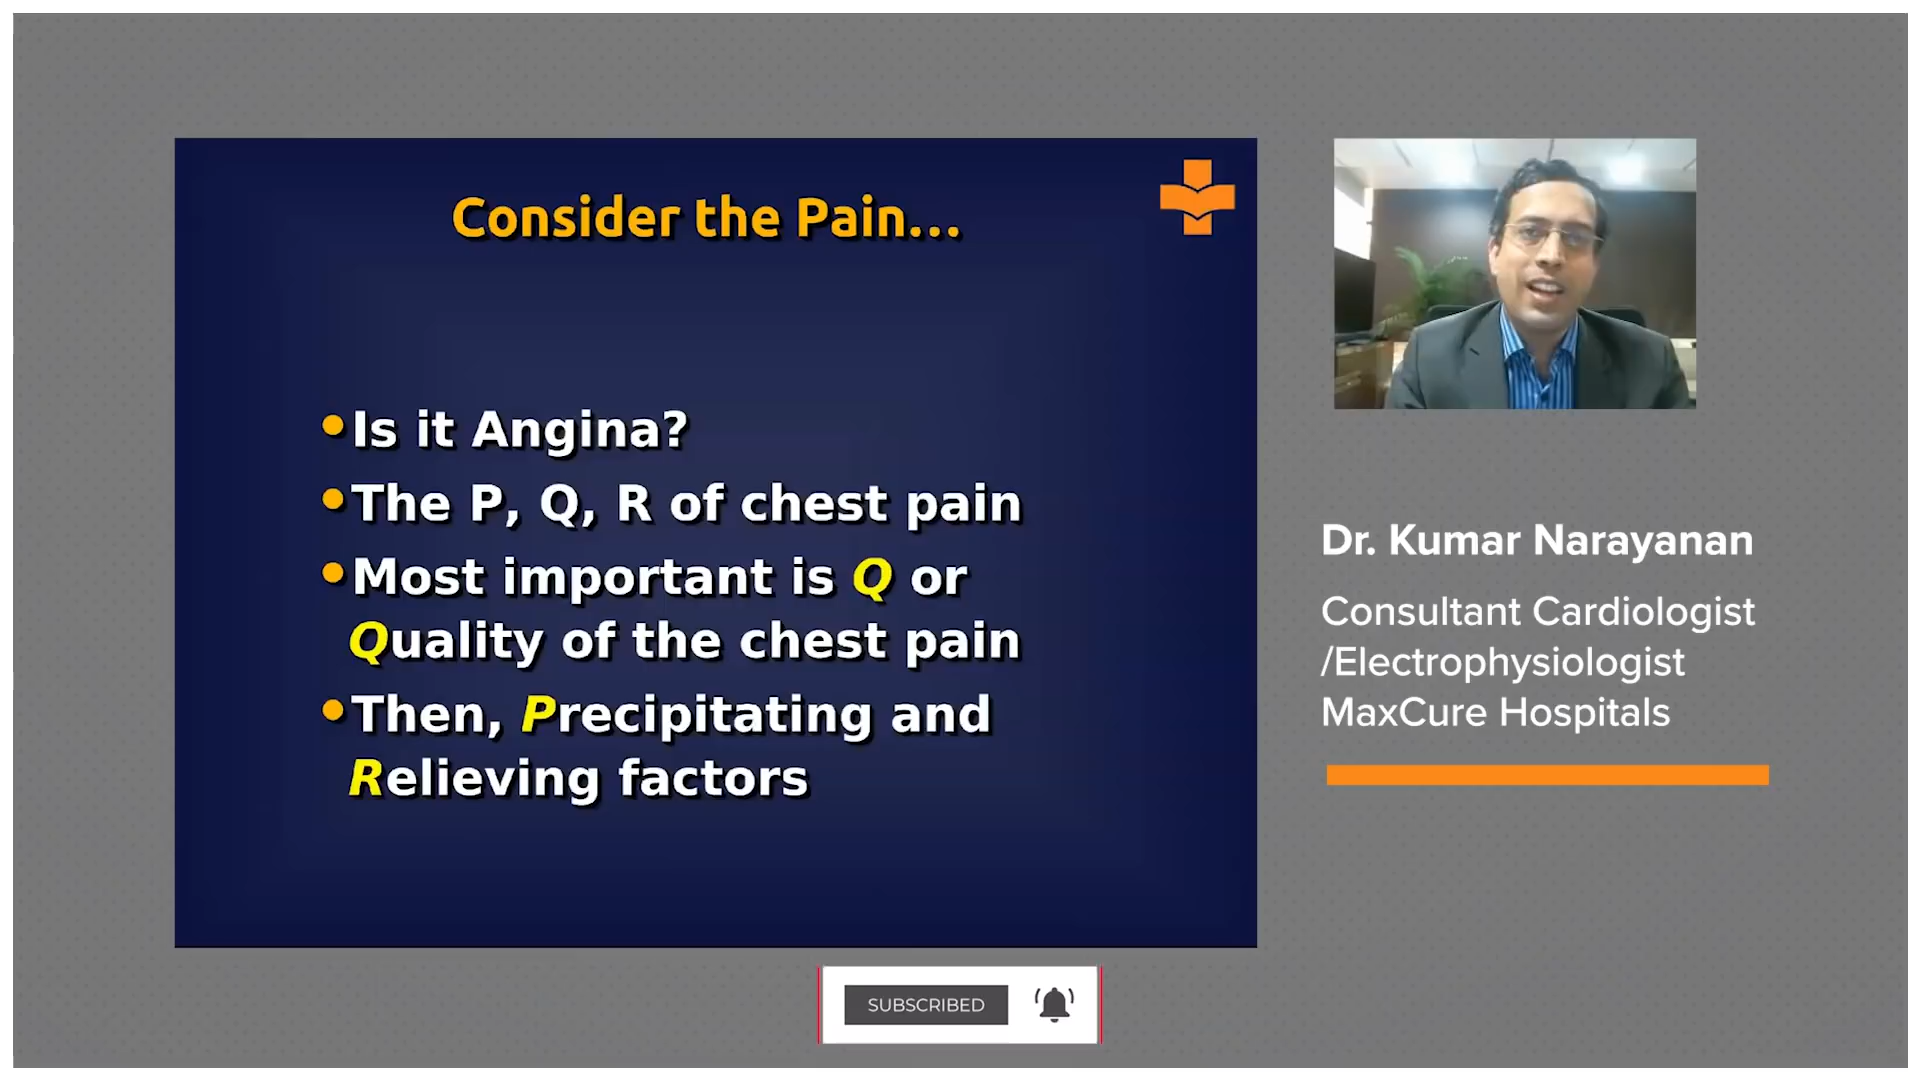 Consider the Pain...
Is it Angina?
The P, Q, R of chest pain
Most important is Q or
Quality of the chest pain
Then, Precipitating and
Relieving factors
Dr. Kumar Narayanan
Consultant Cardiologist
/Electrophysiologist
MaxCure Hospitals
SUBSCRIBED